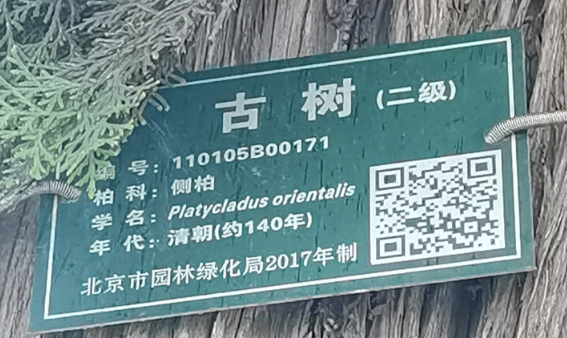 古树 (二级)
编 号: 110105B00171
柏 科: 侧柏
学 名: Platycladus orientalis
年 代: 清朝(约140年)
北京市园林绿化局2017年制